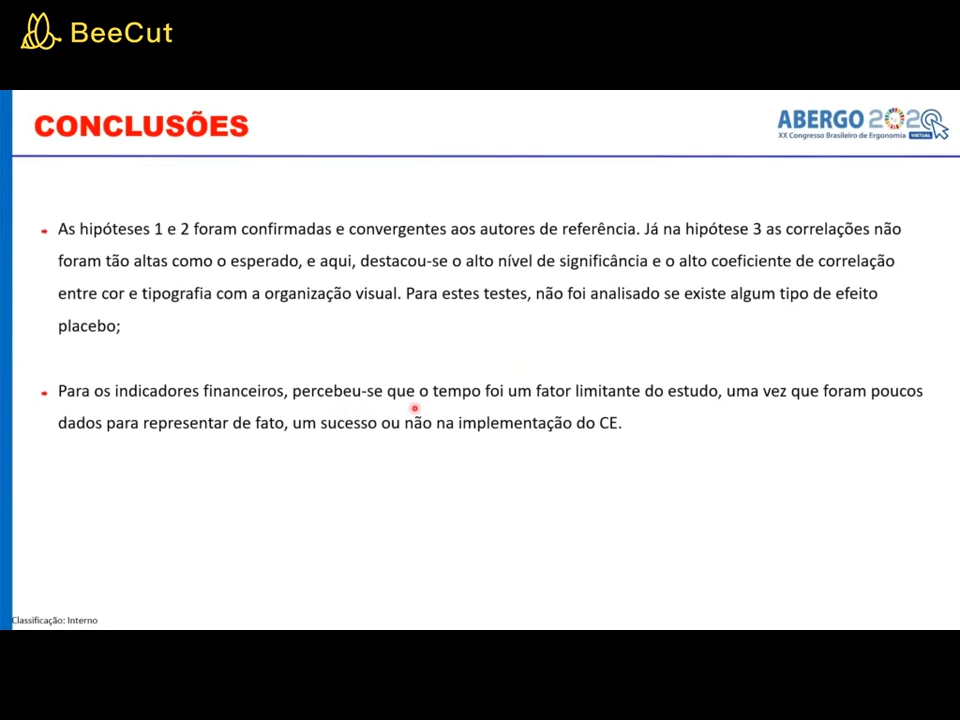 BeeCut
CONCLUSÕES
ABERGO 2020
XX Congresso Brasileiro de Ergonomia VIRTUAL
As hipóteses 1 e 2 foram confirmadas e convergentes aos autores de referência. Já na hipótese 3 as correlações não
foram tão altas como o esperado, e aqui, destacou-se o alto nível de significância e o alto coeficiente de correlação
entre cor e tipografia com a organização visual. Para estes testes, não foi analisado se existe algum tipo de efeito
placebo;
Para os indicadores financeiros, percebeu-se que o tempo foi um fator limitante do estudo, uma vez que foram poucos
dados para representar de fato, um sucesso ou não na implementação do CE.
Classificação: Interno